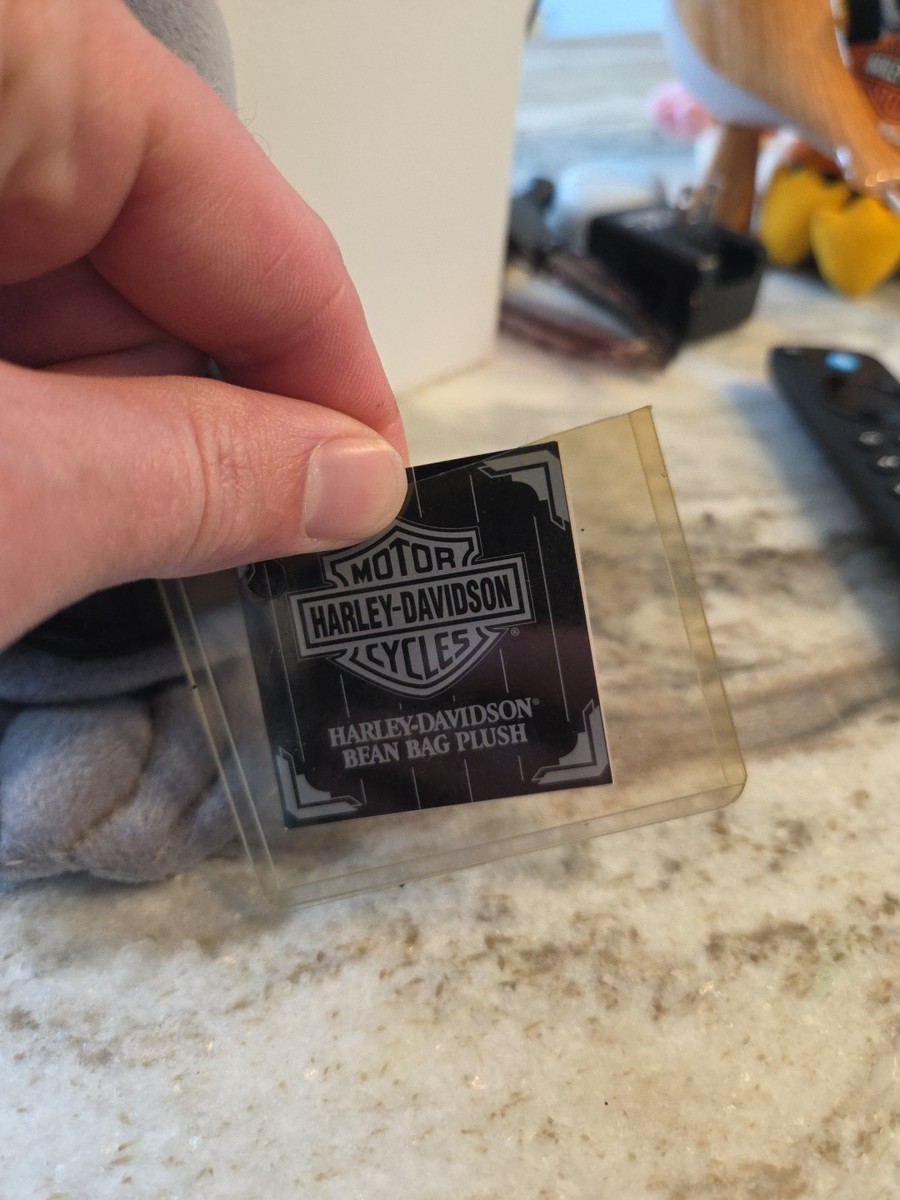 MOTOR
HARLEY-DAVIDSON
CYCLES
®
HARLEY-DAVIDSON®
BEAN BAG PLUSH